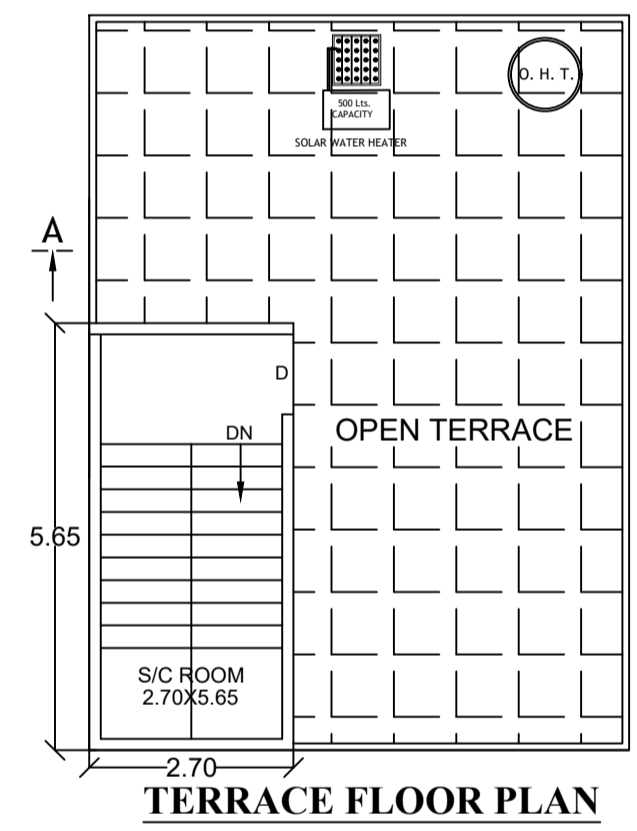 O. H. T.
500 Lts.
CAPACITY
SOLAR WATER HEATER
A
D
DN
OPEN TERRACE
5.65
S/C ROOM
2.70X5.65
2.70
TERRACE FLOOR PLAN